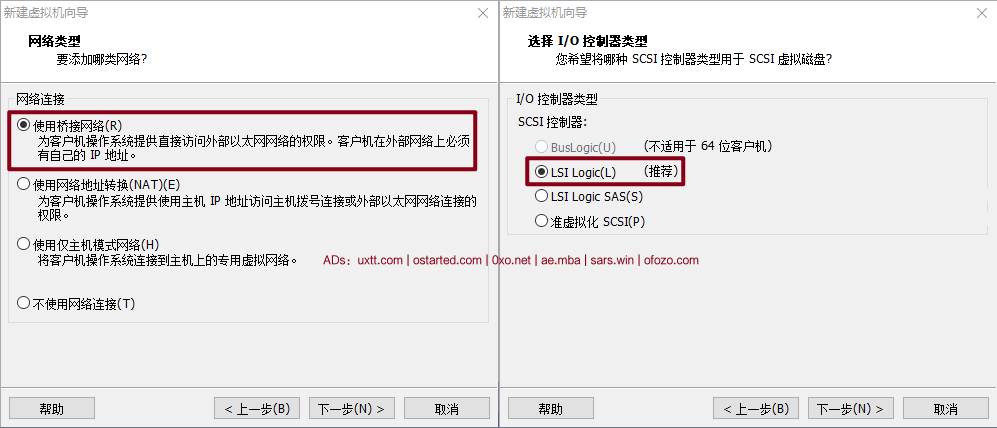 新建虚拟机向导
网络类型
要添加哪类网络?
网络连接
使用桥接网络(R)
为客户机操作系统提供直接访问外部以太网网络的权限。客户机在外部网络上必须
有自己的 IP 地址。
使用网络地址转换(NAT)(E)
为客户机操作系统提供使用主机 IP 地址访问主机拨号连接或外部以太网网络连接的
权限。
使用仅主机模式网络(H)
将客户机操作系统连接到主机上的专用虚拟网络。
不使用网络连接(T)
帮助
< 上一步(B)
下一步(N) >
取消
新建虚拟机向导
选择 I/O 控制器类型
您希望将哪种 SCSI 控制器类型用于 SCSI 虚拟磁盘?
I/O 控制器类型
SCSI 控制器:
BusLogic(U) (不适用于 64 位客户机)
LSI Logic(L) (推荐)
LSI Logic SAS(S)
准虚拟化 SCSI(P)
帮助
< 上一步(B)
下一步(N) >
取消
ADs：uxtt.com | ostarted.com | 0xo.net | ae.mba | sars.win | ofozo.com